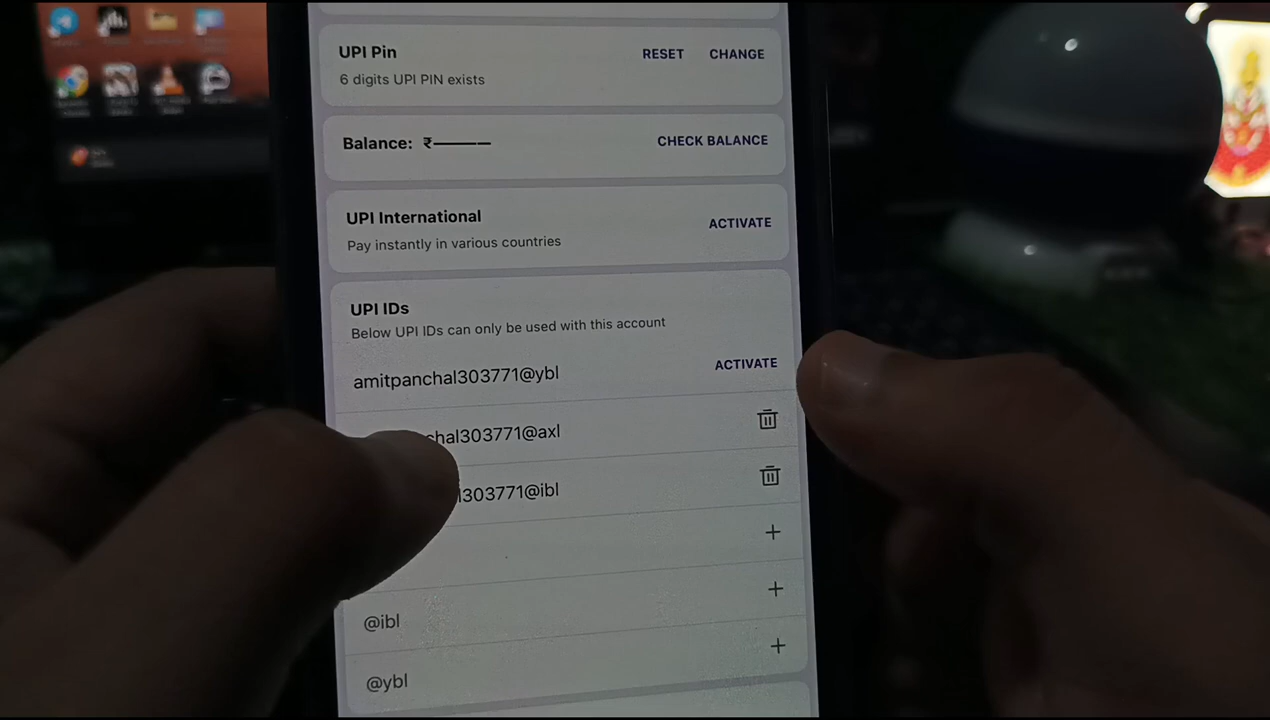 UPI Pin RESET CHANGE
6 digits UPI PIN exists
Balance: ₹ CHECK BALANCE
UPI International ACTIVATE
Pay instantly in various countries
UPI IDs
Below UPI IDs can only be used with this account
amitpanchal303771@ybl ACTIVATE
chal303771@axl
l303771@ibl
@ibl
@ybl